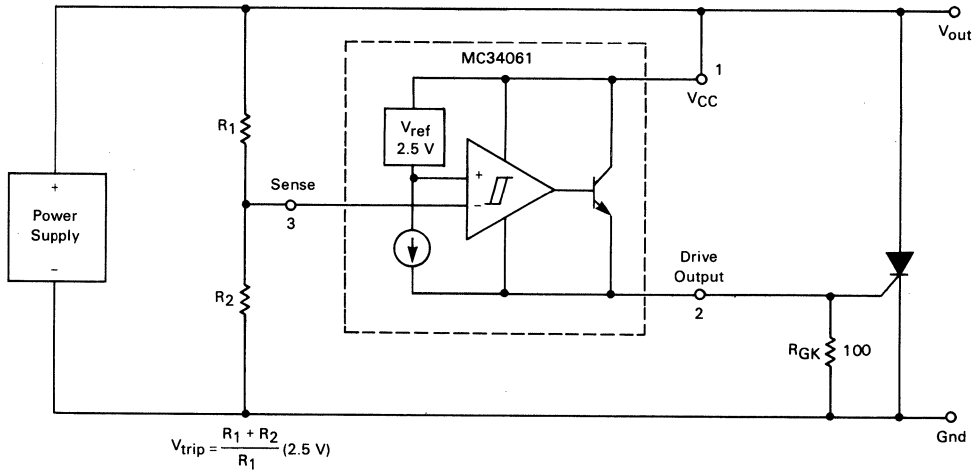 Vout
MC34061
1
VCC
R1
Vref
2.5 V
+
−
Sense
3
+
Power
Supply
−
R2
Drive
Output
2
RGK 100
Gnd
Vtrip = R1 + R2 / R1 (2.5 V)